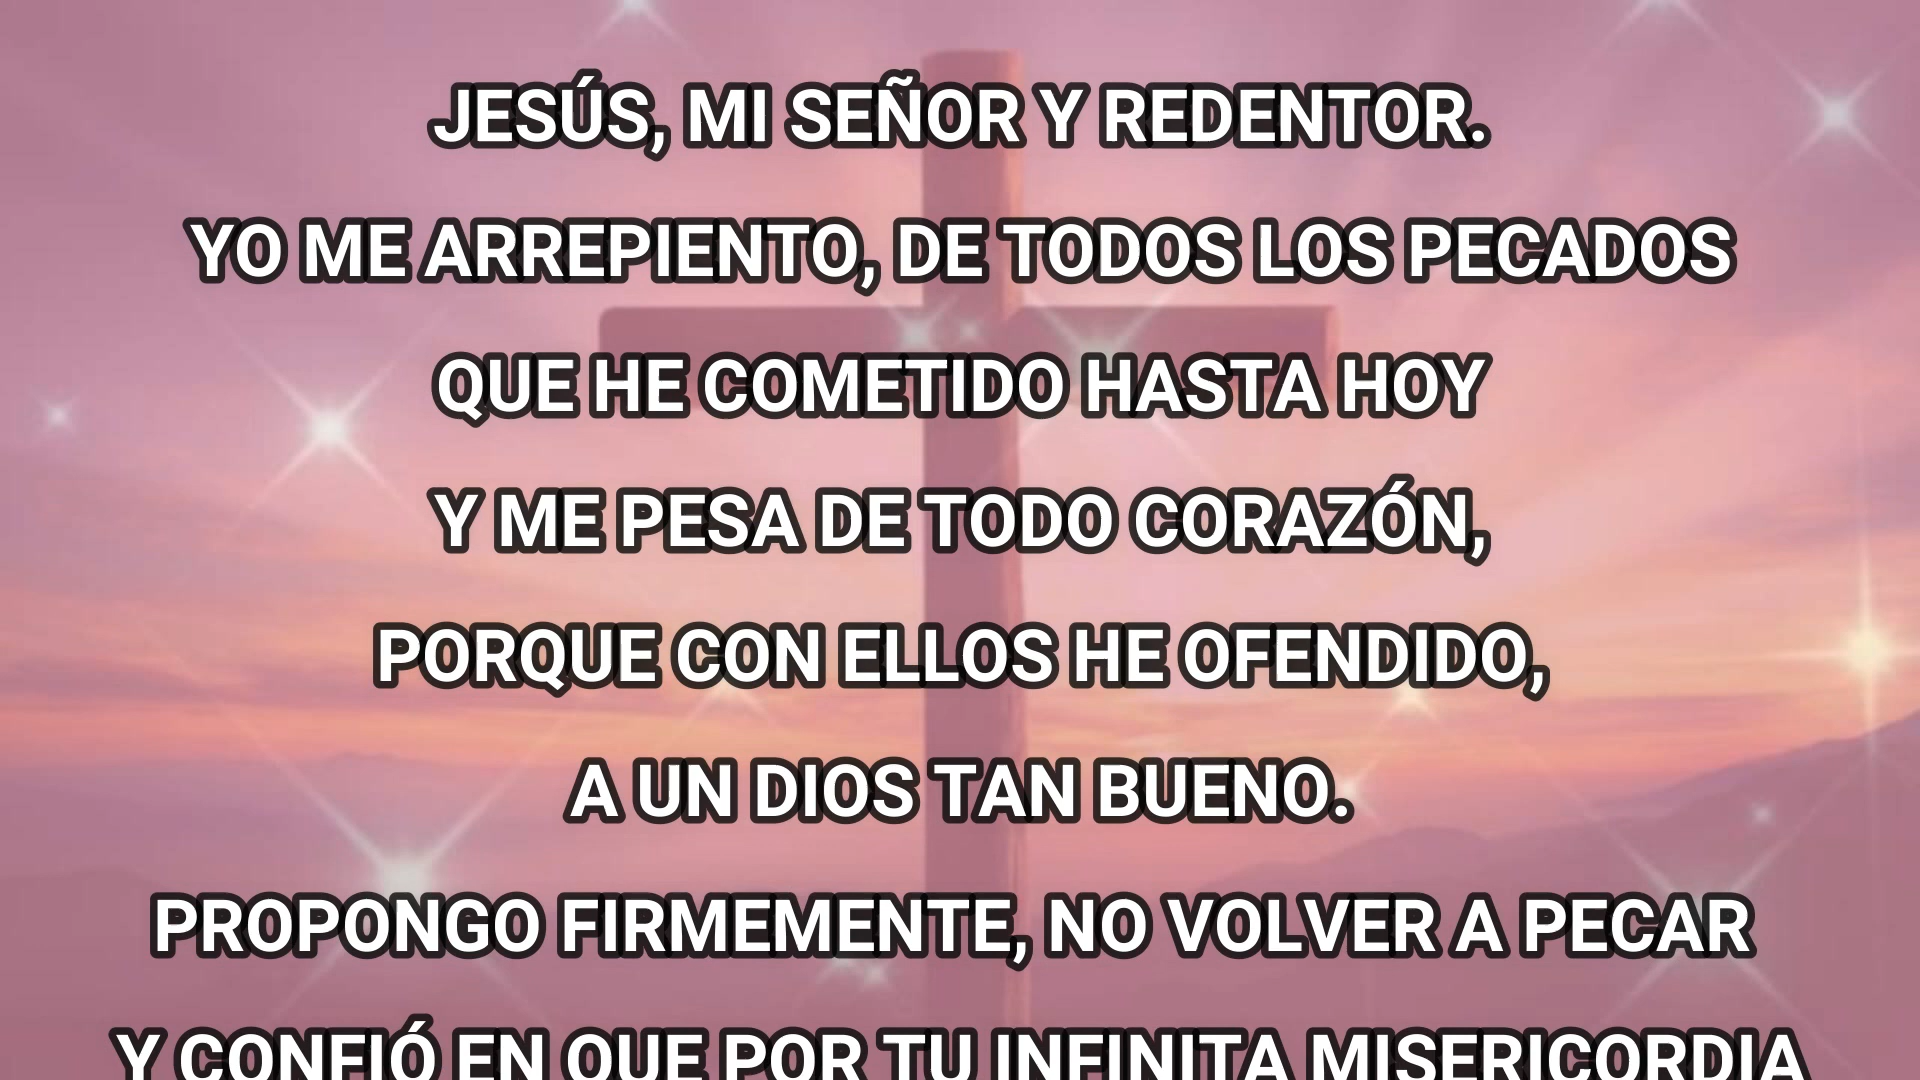 JESÚS, MI SEÑOR Y REDENTOR.
YO ME ARREPIENTO, DE TODOS LOS PECADOS
QUE HE COMETIDO HASTA HOY
Y ME PESA DE TODO CORAZÓN,
PORQUE CON ELLOS HE OFENDIDO,
A UN DIOS TAN BUENO.
PROPONGO FIRMEMENTE, NO VOLVER A PECAR
Y CONFIÓ EN QUE POR TU INFINITA MISERICORDIA